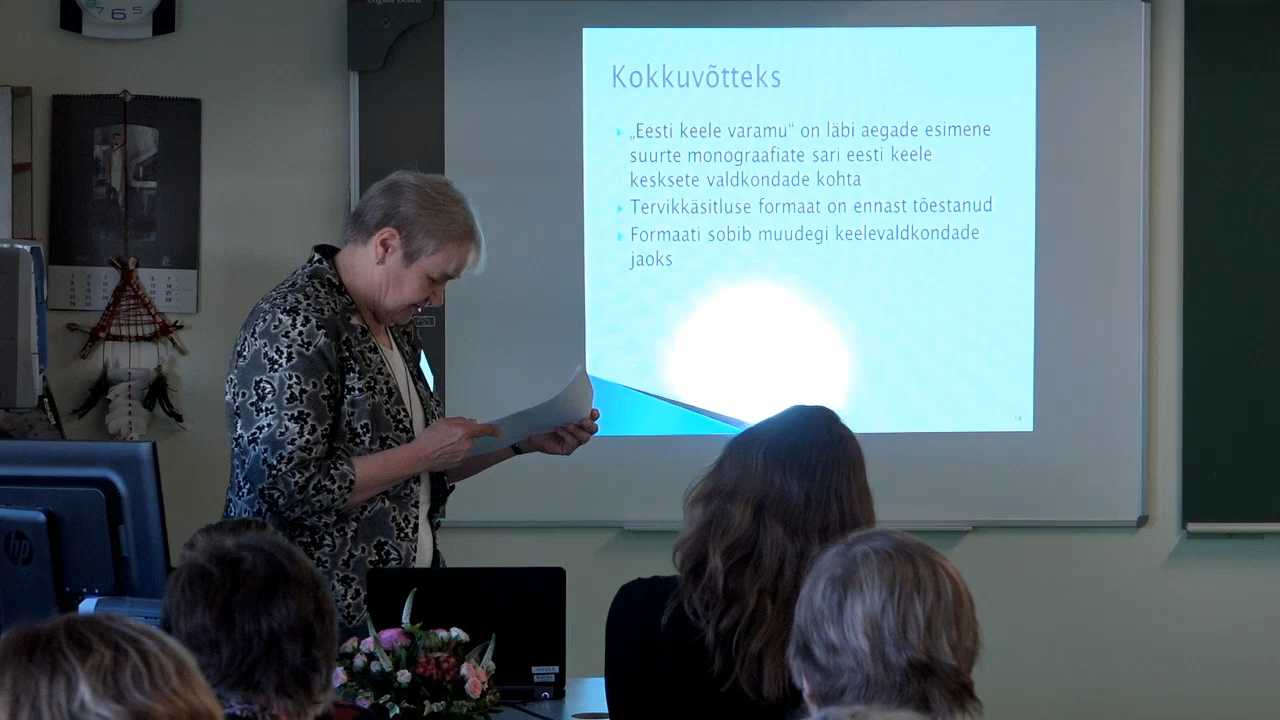 Kokkuvõtteks
„Eesti keele varamu“ on läbi aegade esimene
suurte monograafiate sari eesti keele
kesksete valdkondade kohta
Tervikkäsitluse formaat on ennast tõestanud
Formaati sobib muudegi keelevaldkondade
jaoks
hp